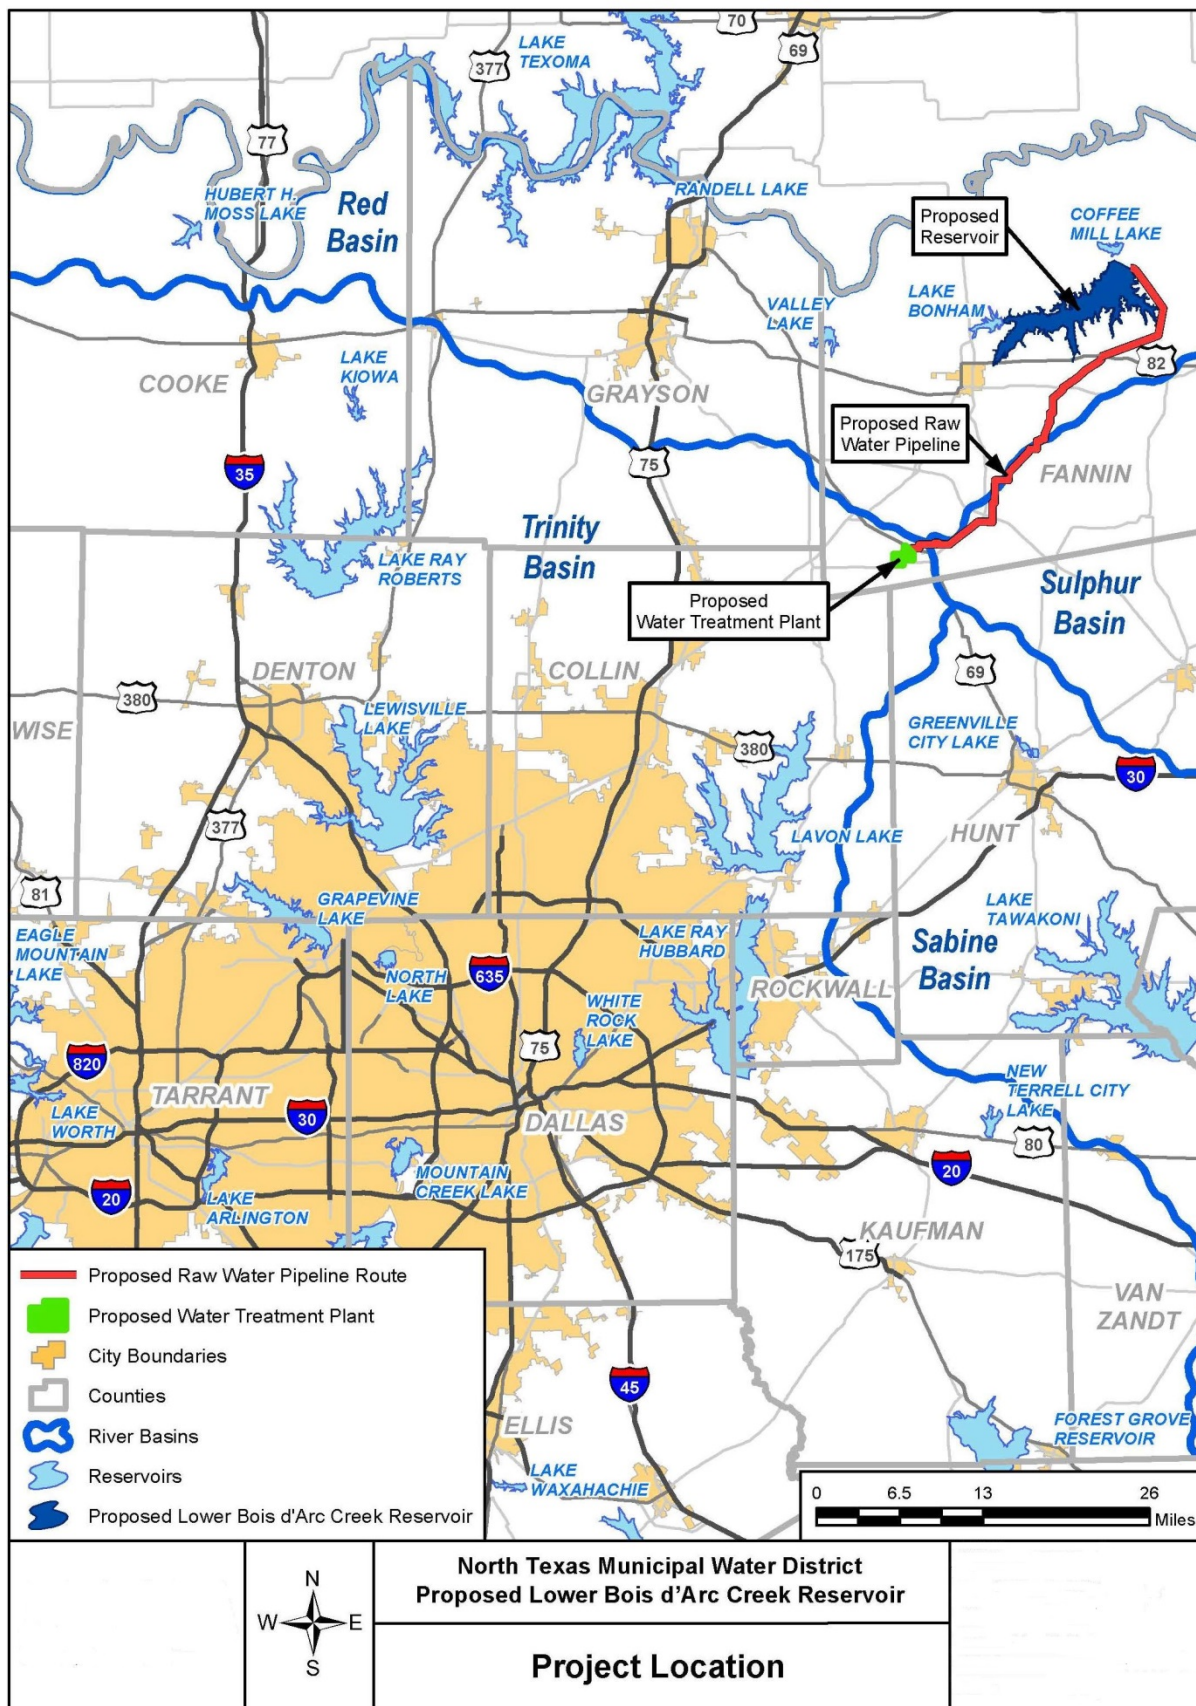 70
69
LAKE
TEXOMA
377
77
HUBERT H.
MOSS LAKE
Red
Basin
RANDELL LAKE
Proposed
Reservoir
COFFEE
MILL LAKE
LAKE
BONHAM
VALLEY
LAKE
82
LAKE
KIOWA
COOKE
GRAYSON
Proposed Raw
Water Pipeline
35
75
FANNIN
Trinity
Basin
LAKE RAY
ROBERTS
Proposed
Water Treatment Plant
Sulphur
Basin
DENTON
COLLIN
69
380
WISE
LEWISVILLE
LAKE
GREENVILLE
CITY LAKE
380
30
377
LAVON LAKE
HUNT
81
GRAPEVINE
LAKE
LAKE
TAWAKONI
EAGLE
MOUNTAIN
LAKE
LAKE RAY
HUBBARD
Sabine
Basin
NORTH
LAKE
635
ROCKWALL
WHITE
ROCK
LAKE
75
820
NEW
TERRELL CITY
LAKE
TARRANT
30
DALLAS
LAKE
WORTH
80
MOUNTAIN
CREEK LAKE
20
20
LAKE
ARLINGTON
KAUFMAN
175
VAN
ZANDT
Proposed Raw Water Pipeline Route
Proposed Water Treatment Plant
City Boundaries
Counties
River Basins
Reservoirs
Proposed Lower Bois d'Arc Creek Reservoir
45
ELLIS
FOREST GROVE
RESERVOIR
LAKE
WAXAHACHIE
0 6.5 13 26
Miles
N
W E
S
North Texas Municipal Water District
Proposed Lower Bois d'Arc Creek Reservoir
Project Location